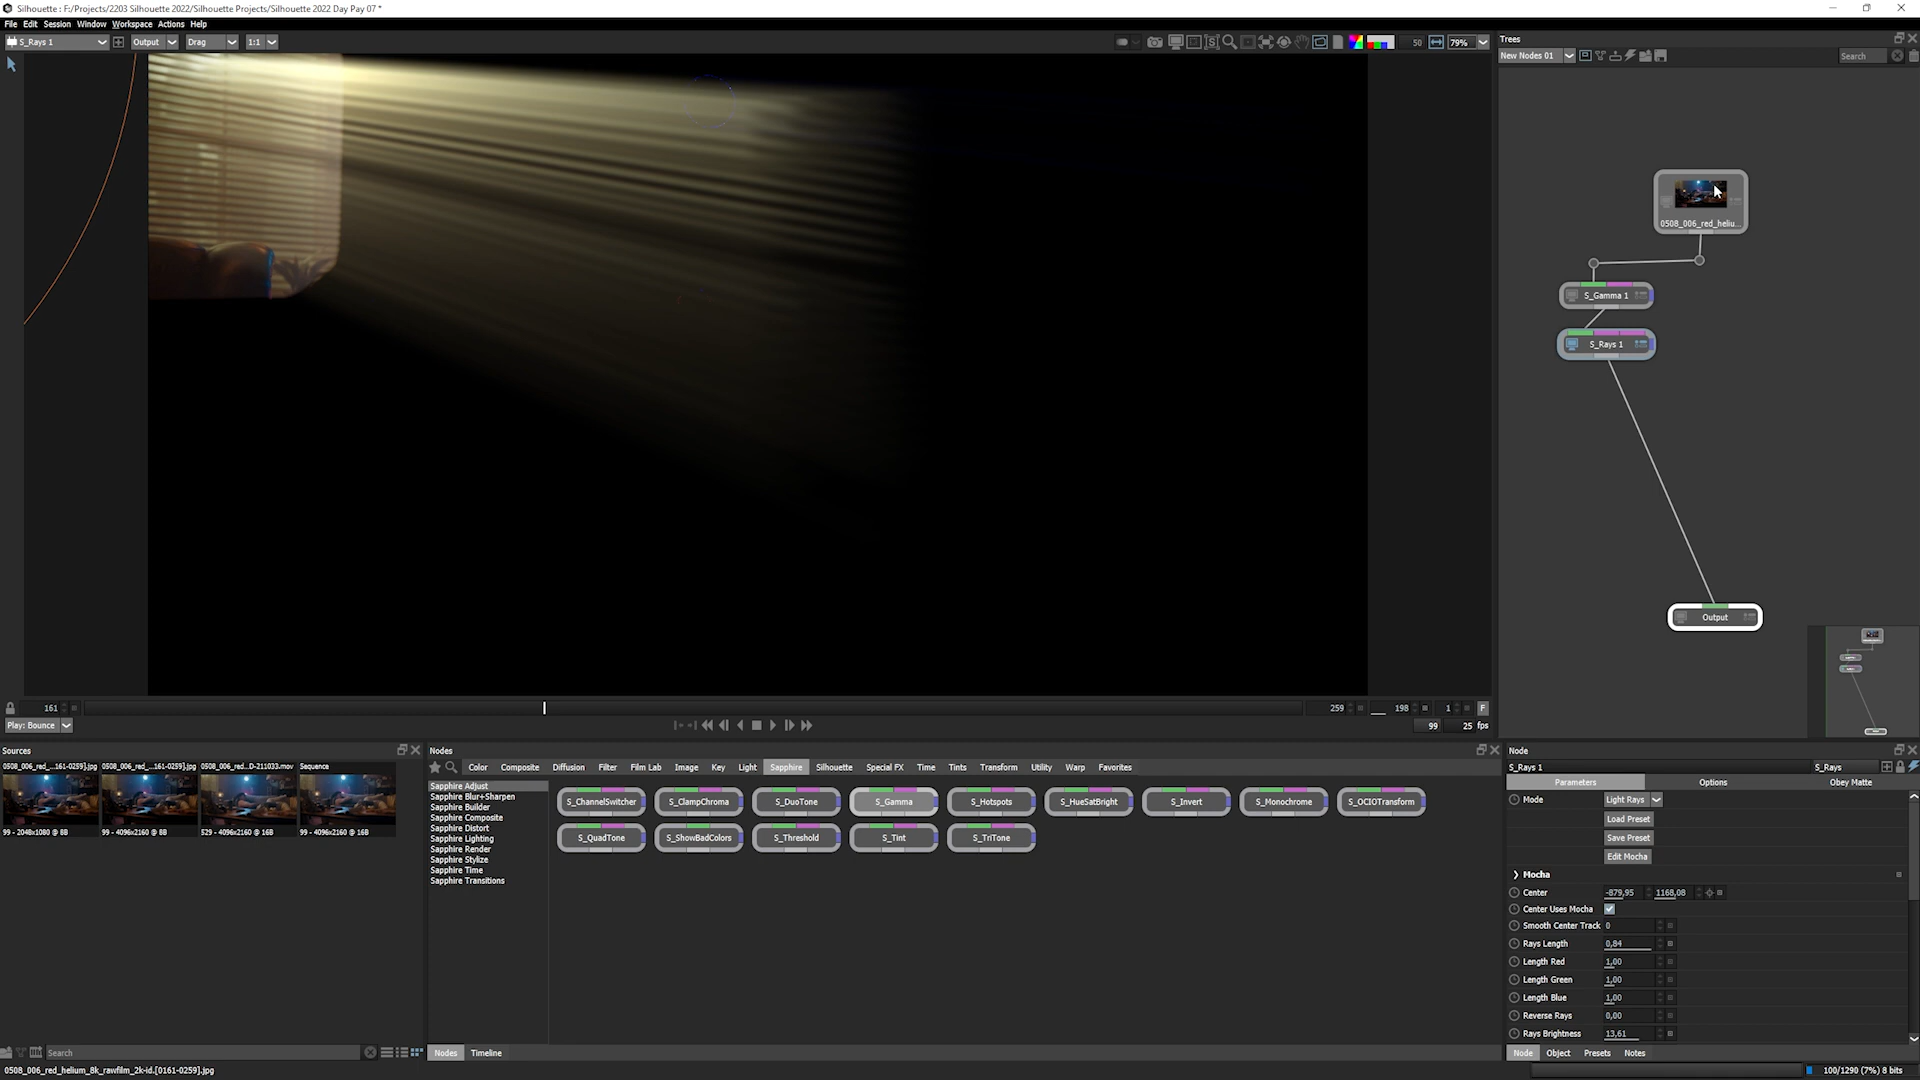 Silhouette : F:/Projects/2203 Silhouette 2022/Silhouette Projects/Silhouette 2022 Day Pay 07 *
File Edit Session Window Workspace Actions Help
S_Rays 1 Output Drag 1:1 50 79%
Trees
New Nodes 01 Search
0508_006_red_heliu...
S_Gamma 1
S_Rays 1
Output
161 259 198 1 F
Play: Bounce 99 25 fps
Sources
0508_006_red_...161-0259].jpg 0508_006_red_...161-0259].jpg 0508_006_red...D-211033.mov Sequence
99 - 2048x1080 @ 8B 99 - 4096x2160 @ 8B 529 - 4096x2160 @ 16B 99 - 4096x2160 @ 16B
Search
Nodes
Color Composite Diffusion Filter Film Lab Image Key Light Sapphire Silhouette Special FX Time Tints Transform Utility Warp Favorites
Sapphire Adjust
Sapphire Blur+Sharpen
Sapphire Builder
Sapphire Composite
Sapphire Distort
Sapphire Lighting
Sapphire Render
Sapphire Stylize
Sapphire Time
Sapphire Transitions
S_ChannelSwitcher S_ClampChroma S_DuoTone S_Gamma S_Hotspots S_HueSatBright S_Invert S_Monochrome S_OCIOTransform
S_QuadTone S_ShowBadColors S_Threshold S_Tint S_TriTone
Nodes Timeline
Node
S_Rays 1 S_Rays
Parameters Options Obey Matte
Mode Light Rays
Load Preset
Save Preset
Edit Mocha
Mocha
Center -879,95 1168,08
Center Uses Mocha
Smooth Center Track 0
Rays Length 0,84
Length Red 1,00
Length Green 1,00
Length Blue 1,00
Reverse Rays 0,00
Rays Brightness 13,61
Node Object Presets Notes
0508_006_red_helium_8k_rawfilm_2k-id.[0161-0259].jpg
100/1290 (7%) 8 bits